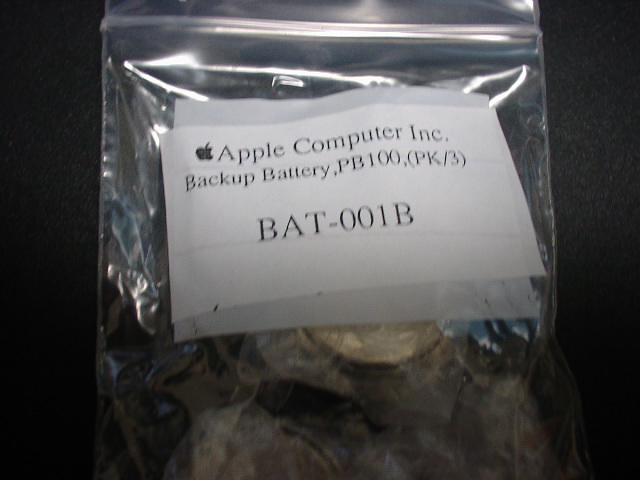 Apple Computer Inc.
Backup Battery,PB100,(PK/3)
BAT-001B